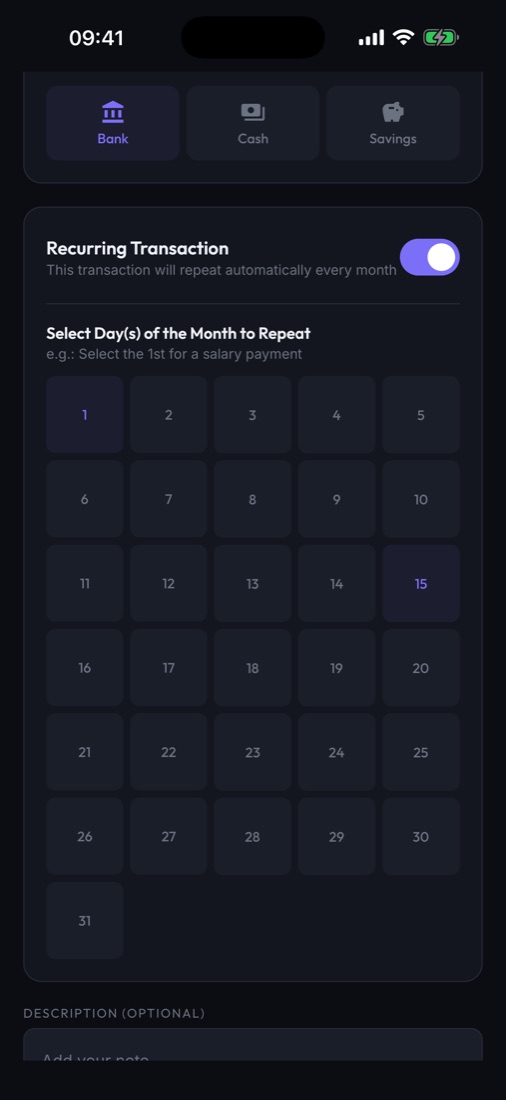 09:41
Bank
Cash
Savings
Recurring Transaction
This transaction will repeat automatically every month
Select Day(s) of the Month to Repeat
e.g.: Select the 1st for a salary payment
1 2 3 4 5
6 7 8 9 10
11 12 13 14 15
16 17 18 19 20
21 22 23 24 25
26 27 28 29 30
31
DESCRIPTION (OPTIONAL)
Add your note